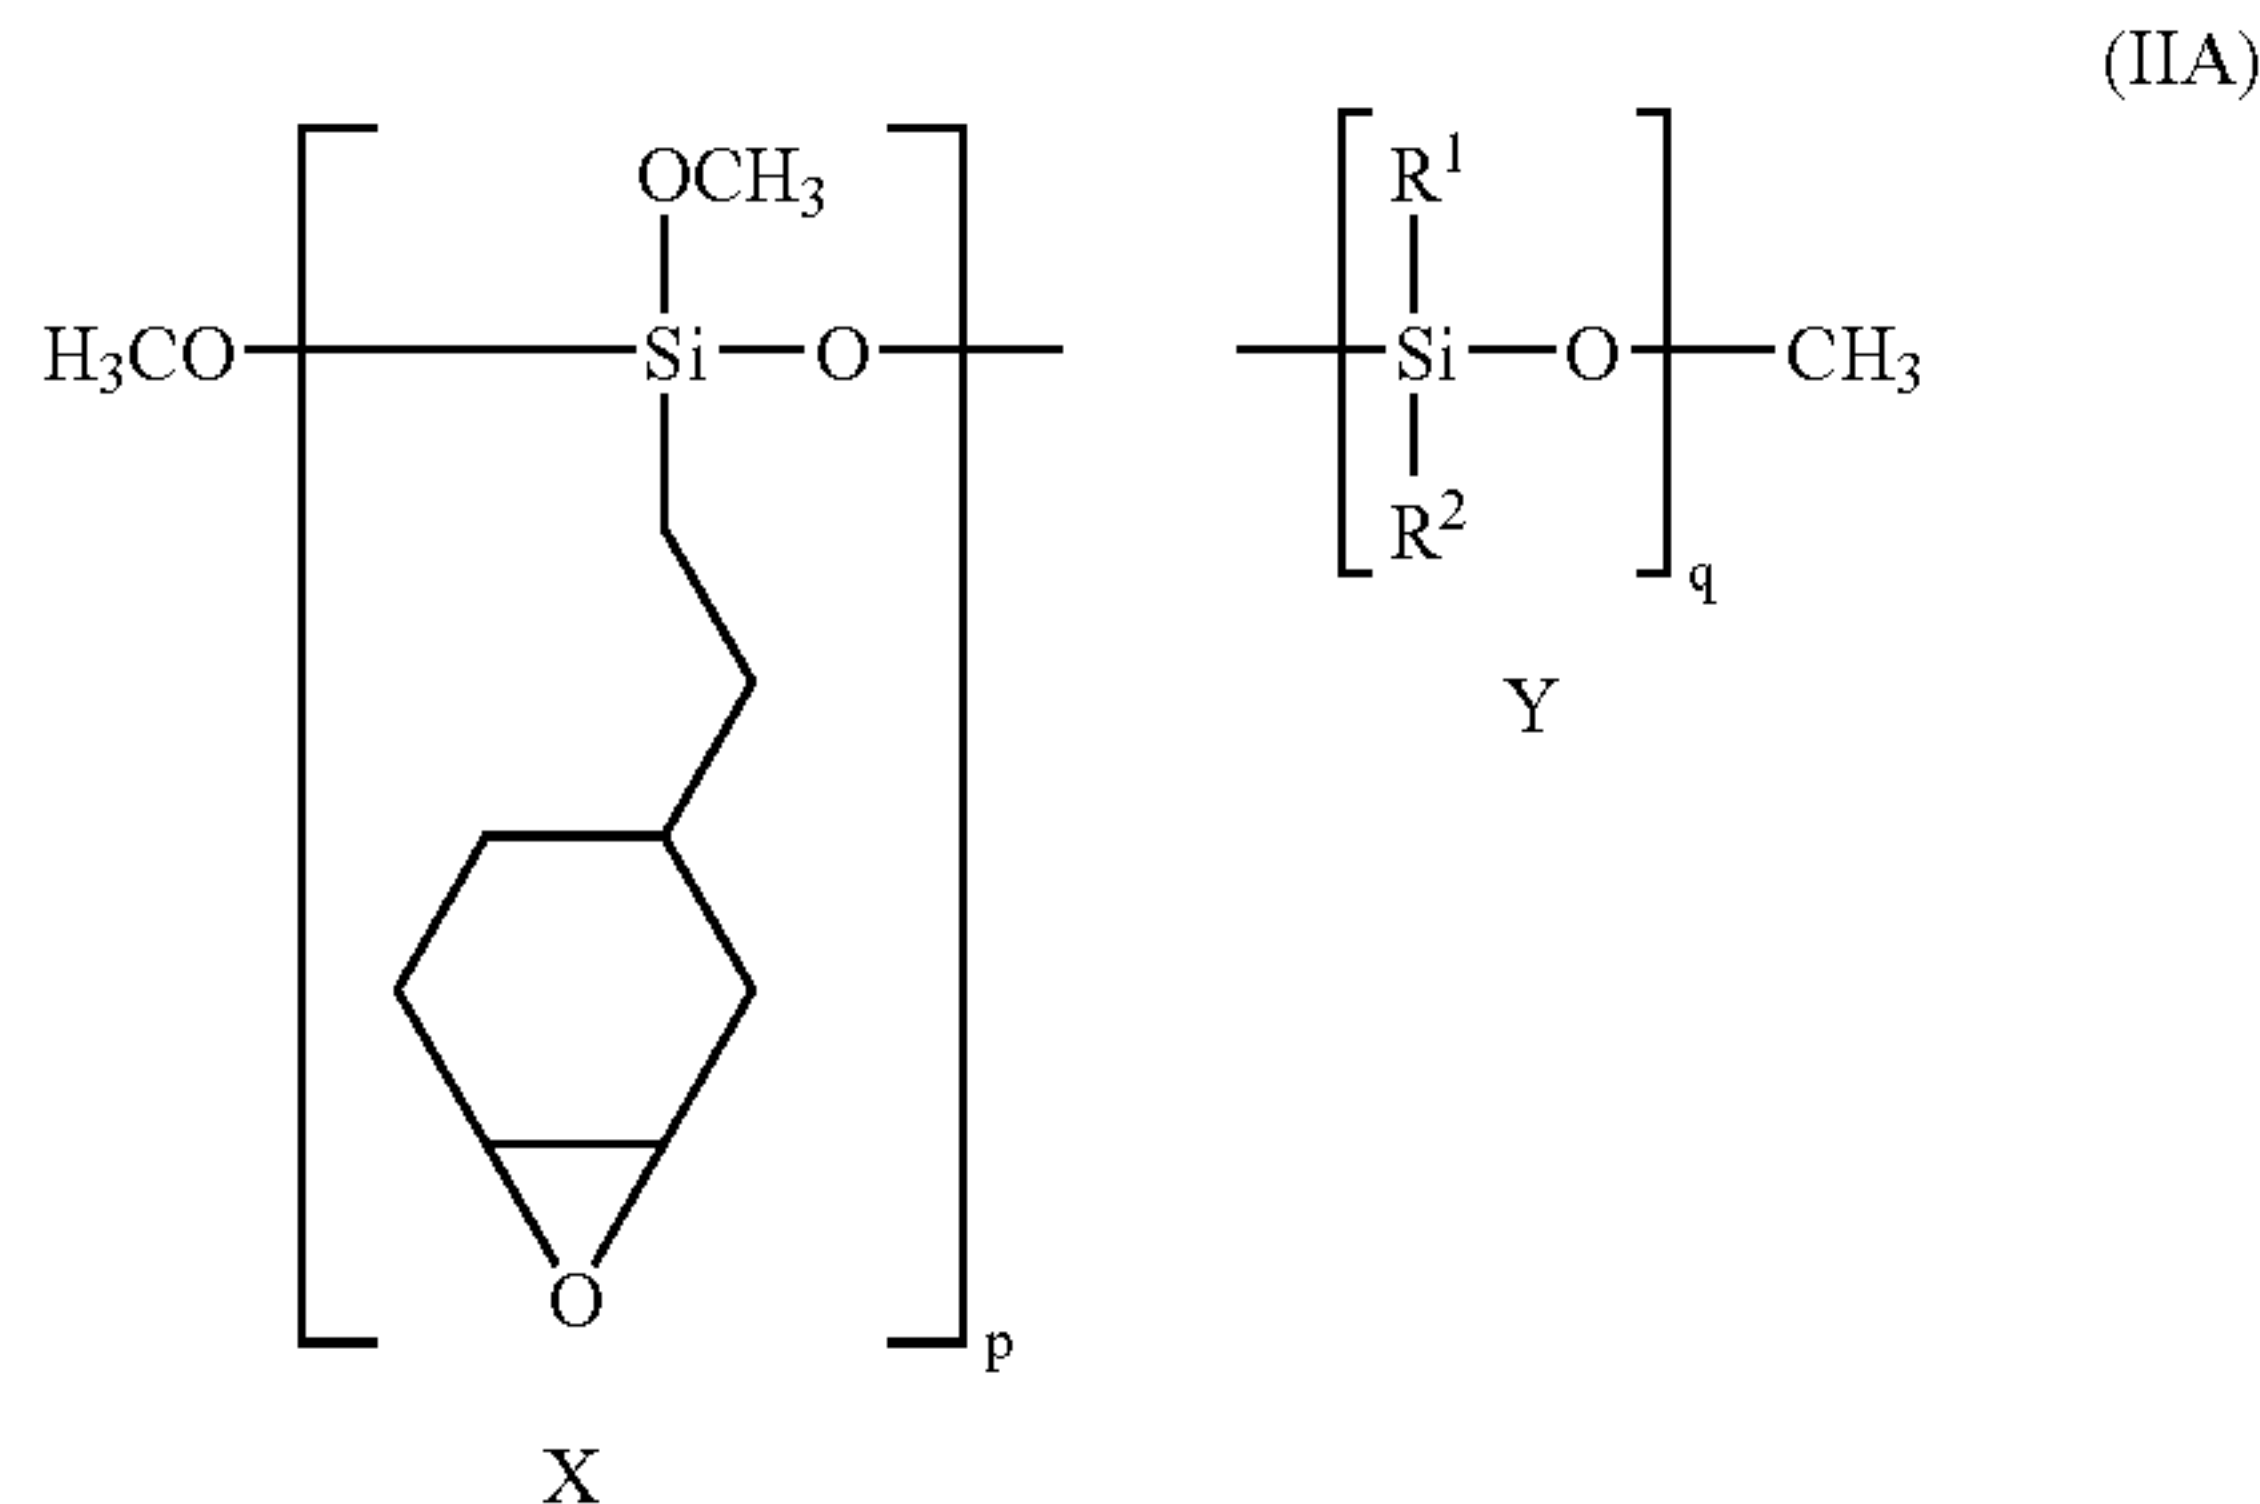 (IIA)
OCH₃
R¹
H₃CO Si O Si O CH₃
R²
q
Y
O
p
X